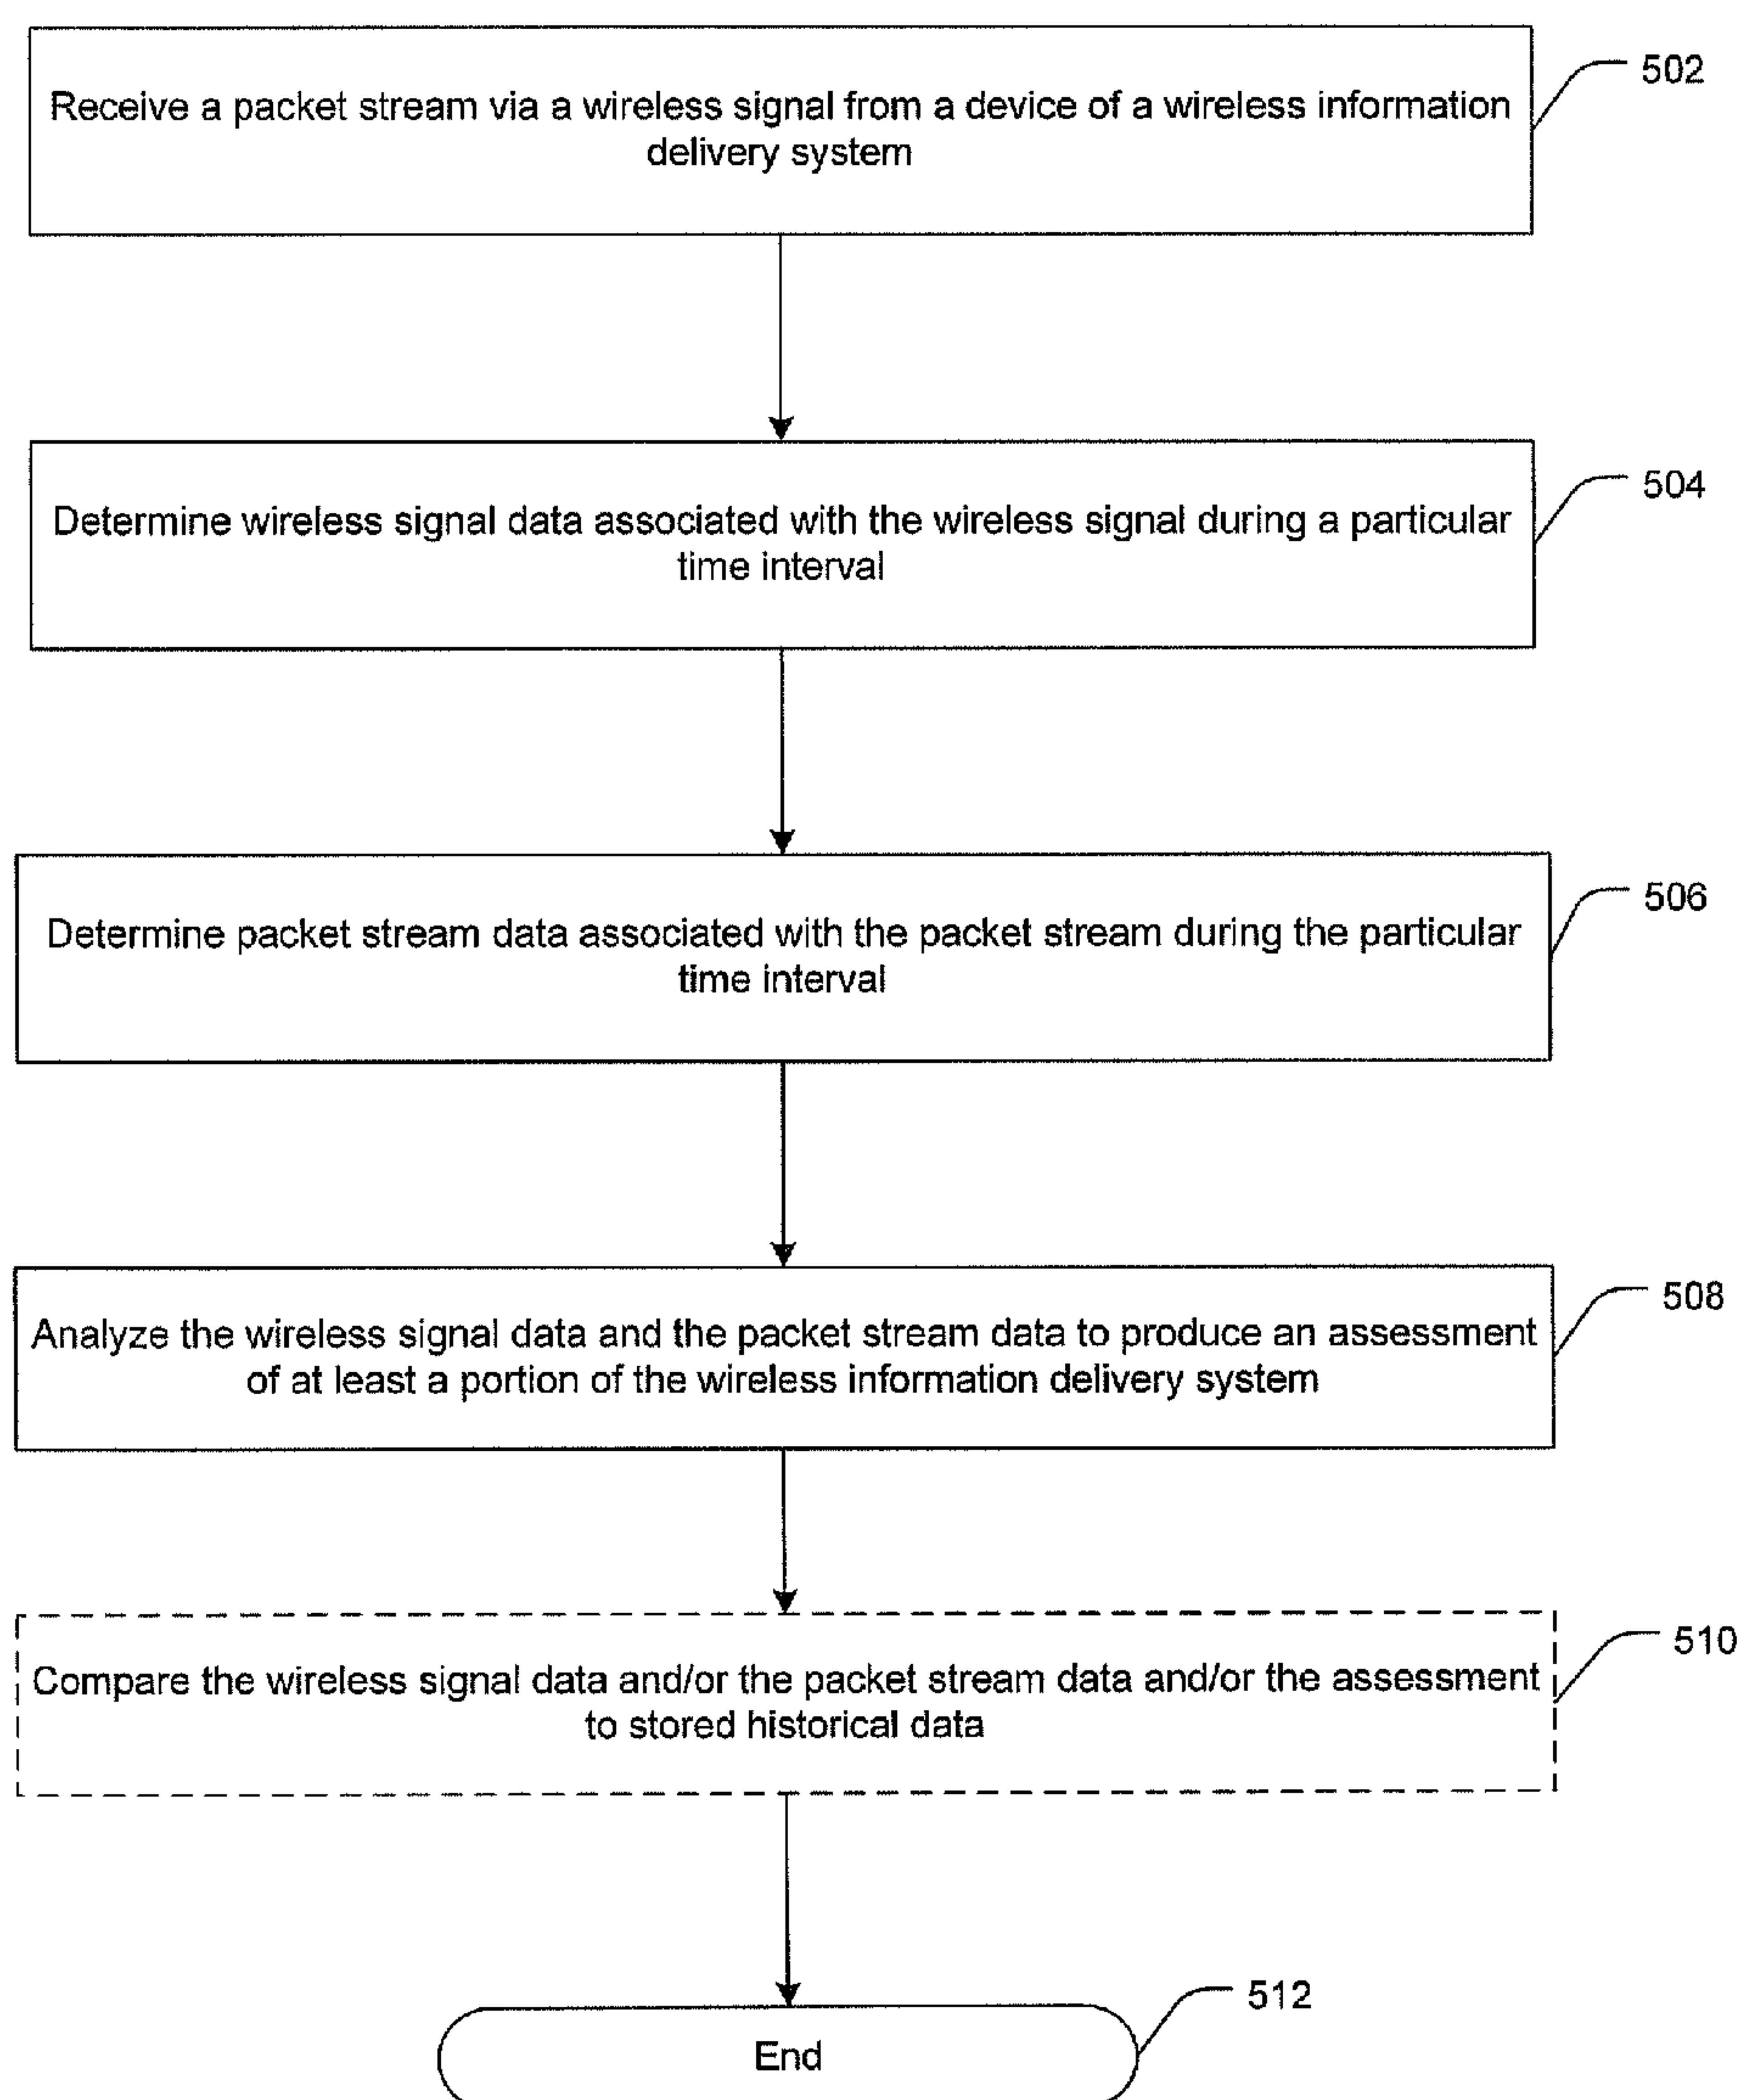 502
Receive a packet stream via a wireless signal from a device of a wireless information
delivery system
504
Determine wireless signal data associated with the wireless signal during a particular
time interval
506
Determine packet stream data associated with the packet stream during the particular
time interval
508
Analyze the wireless signal data and the packet stream data to produce an assessment
of at least a portion of the wireless information delivery system
510
Compare the wireless signal data and/or the packet stream data and/or the assessment
to stored historical data
512
End